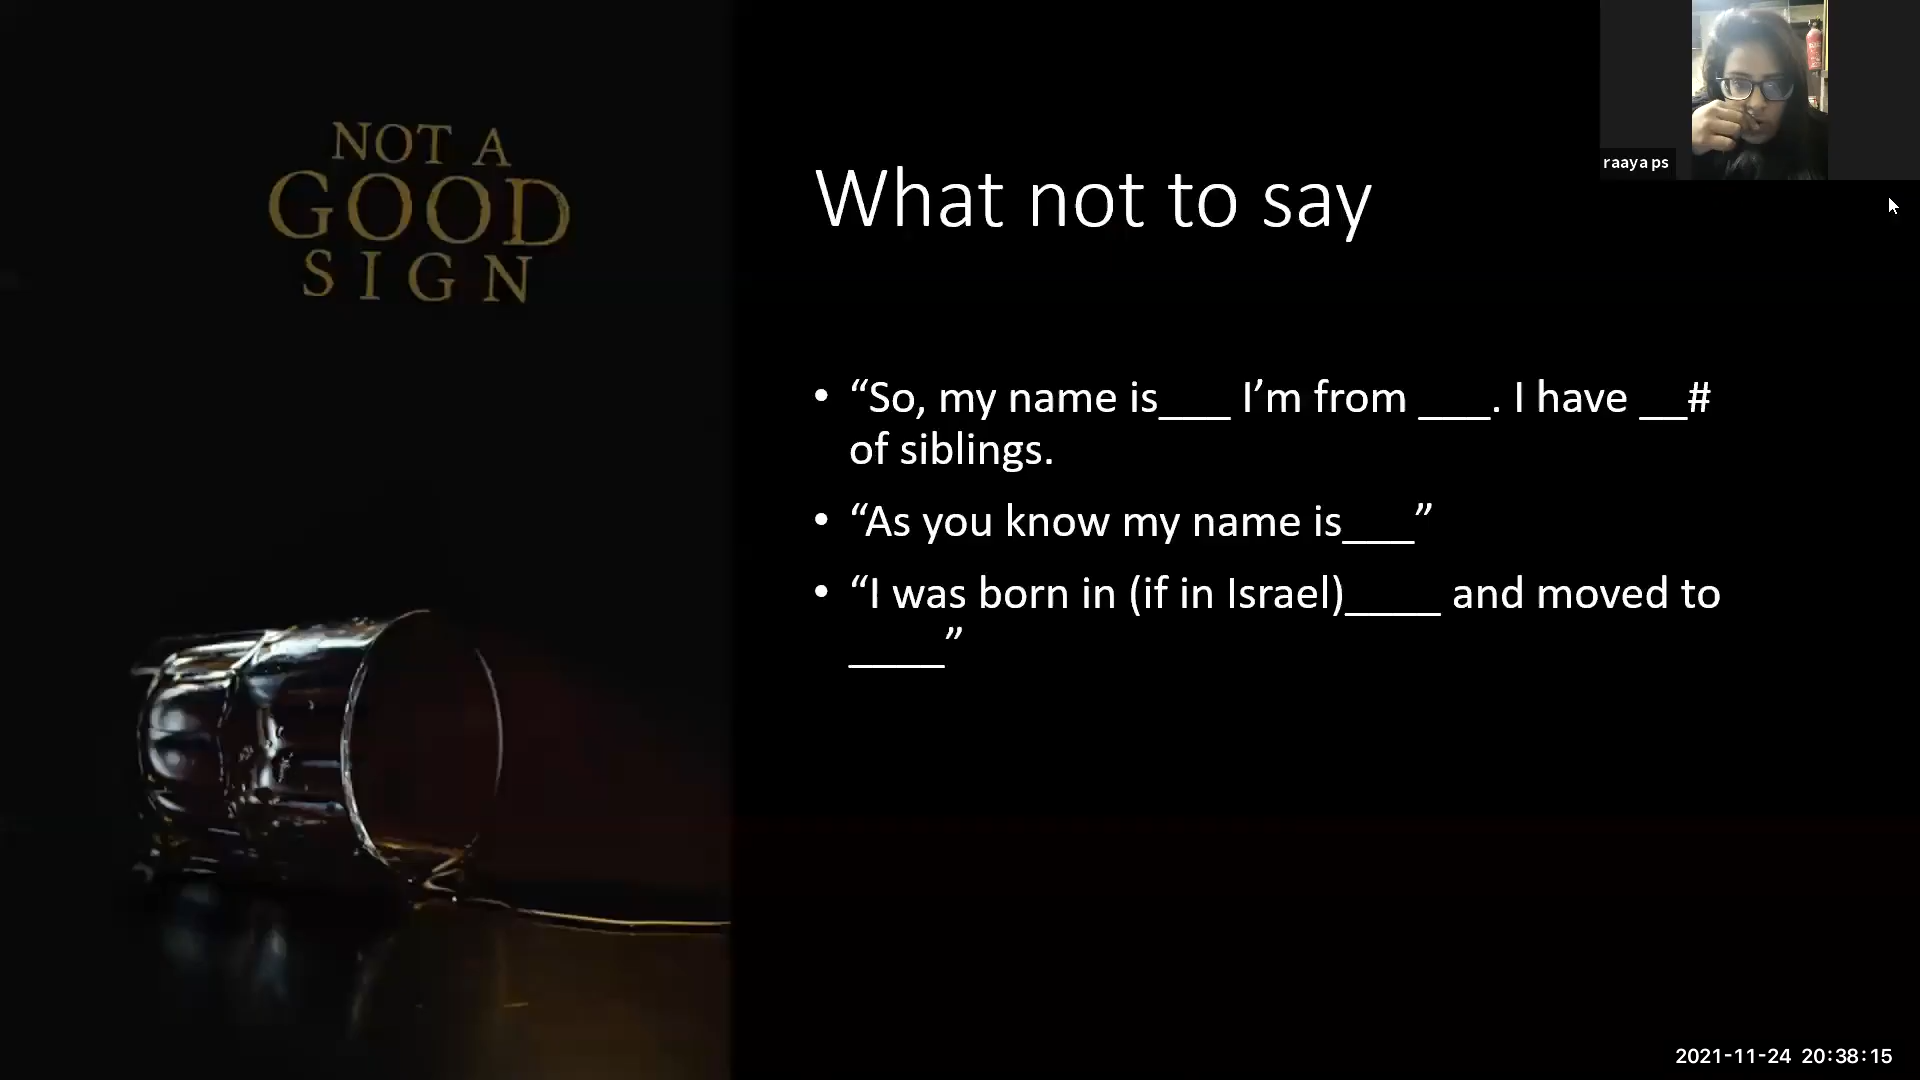 NOT A
GOOD
SIGN
What not to say
raaya ps
• “So, my name is___ I’m from ___. I have __#
of siblings.
• “As you know my name is___”
• “I was born in (if in Israel)____ and moved to
____”
2021-11-24 20:38:15